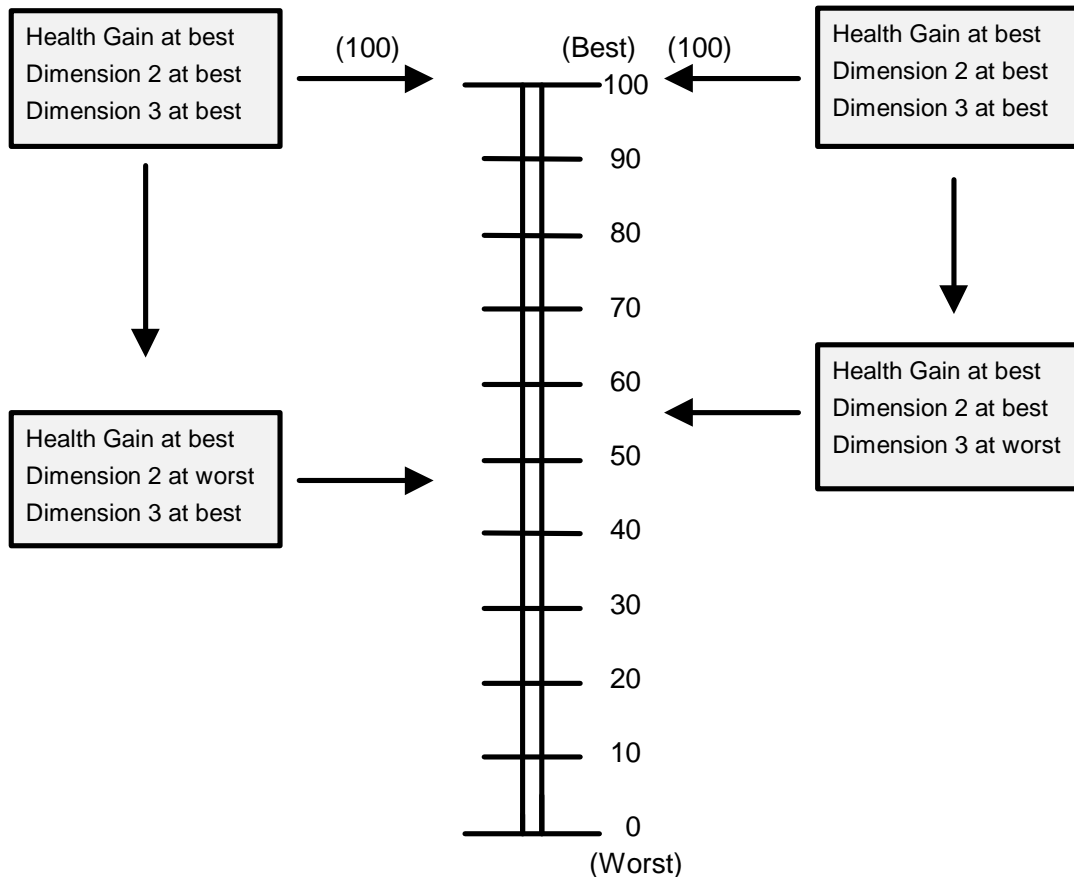 Health Gain at best
Dimension 2 at best
Dimension 3 at best
(100)
(Best)
(100)
Health Gain at best
Dimension 2 at best
Dimension 3 at best
100
90
80
70
60
50
40
30
20
10
0
(Worst)
Health Gain at best
Dimension 2 at worst
Dimension 3 at best
Health Gain at best
Dimension 2 at best
Dimension 3 at worst